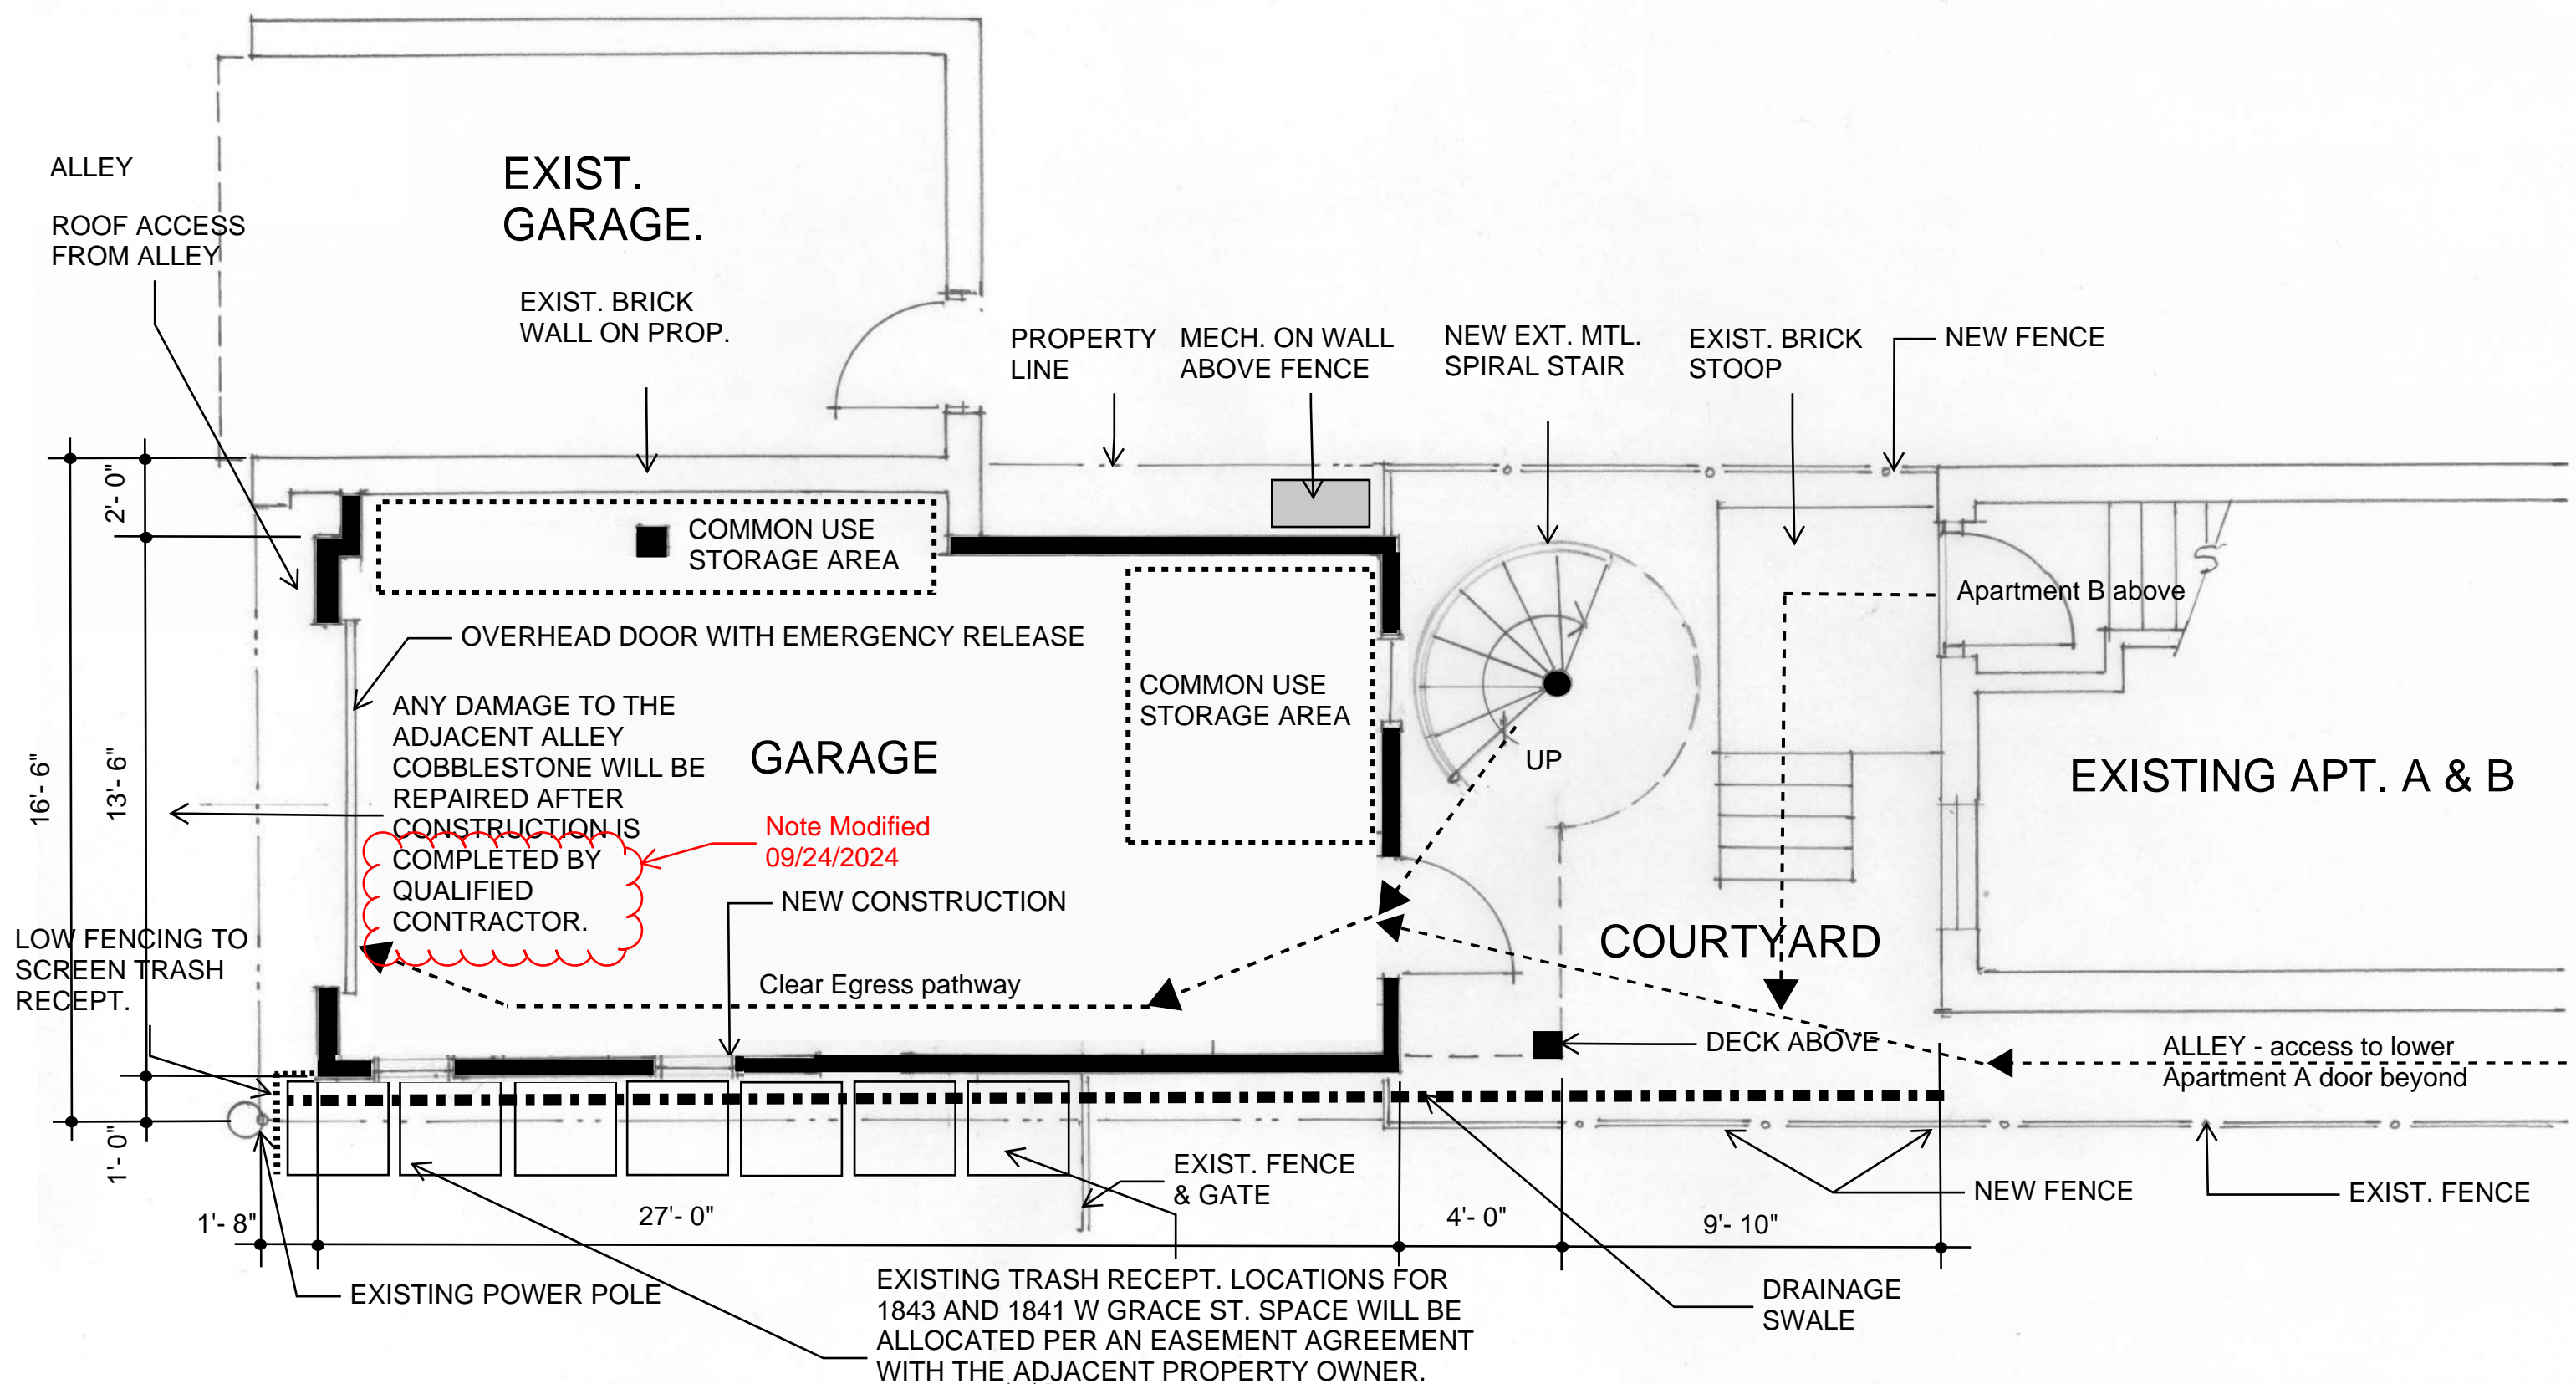 ALLEY
ROOF ACCESS
FROM ALLEY
EXIST.
GARAGE.
EXIST. BRICK
WALL ON PROP.
PROPERTY
LINE
MECH. ON WALL
ABOVE FENCE
NEW EXT. MTL.
SPIRAL STAIR
EXIST. BRICK
STOOP
NEW FENCE
2'- 0"
COMMON USE
STORAGE AREA
S
Apartment B above
OVERHEAD DOOR WITH EMERGENCY RELEASE
COMMON USE
STORAGE AREA
16'- 6"
13'- 6"
ANY DAMAGE TO THE
ADJACENT ALLEY
COBBLESTONE WILL BE
REPAIRED AFTER
CONSTRUCTION IS
COMPLETED BY
QUALIFIED
CONTRACTOR.
GARAGE
UP
EXISTING APT. A & B
Note Modified
09/24/2024
NEW CONSTRUCTION
LOW FENCING TO
SCREEN TRASH
RECEPT.
COURTYARD
Clear Egress pathway
DECK ABOVE
ALLEY - access to lower
Apartment A door beyond
1'- 0"
EXIST. FENCE
& GATE
NEW FENCE
EXIST. FENCE
1'- 8"
27'- 0"
4'- 0"
9'- 10"
EXISTING POWER POLE
EXISTING TRASH RECEPT. LOCATIONS FOR
1843 AND 1841 W GRACE ST. SPACE WILL BE
ALLOCATED PER AN EASEMENT AGREEMENT
WITH THE ADJACENT PROPERTY OWNER.
DRAINAGE
SWALE